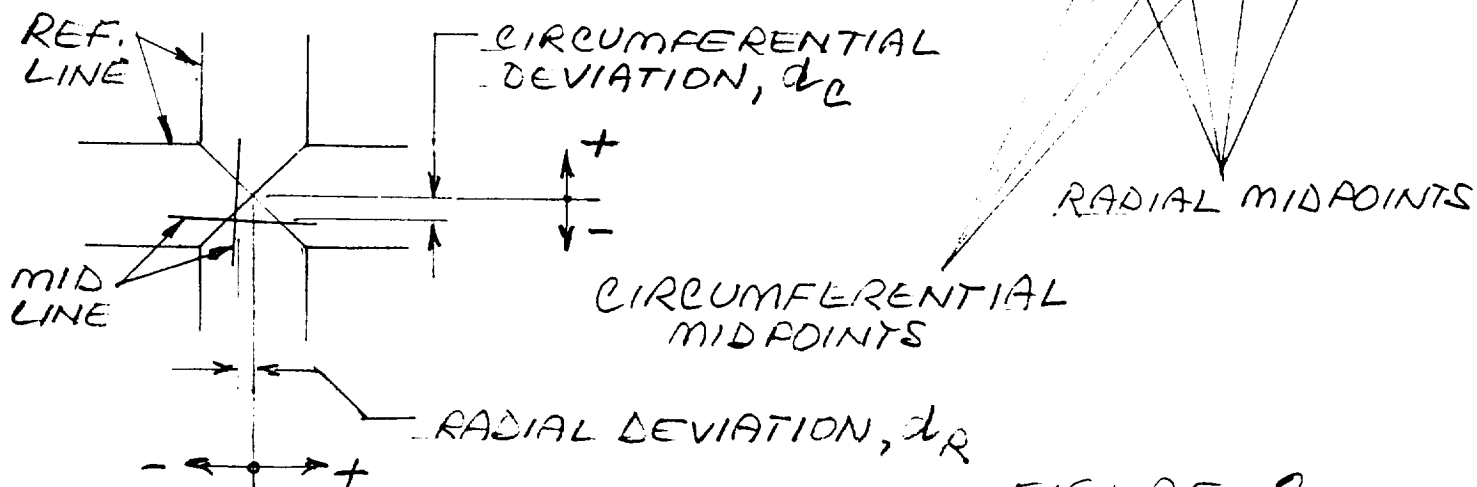 REF.
LINE
CIRCUMFERENTIAL
DEVIATION, dC
+
-
RADIAL MIDPOINTS
MID
LINE
CIRCUMFERENTIAL
MIDPOINTS
RADIAL DEVIATION, dR
- +